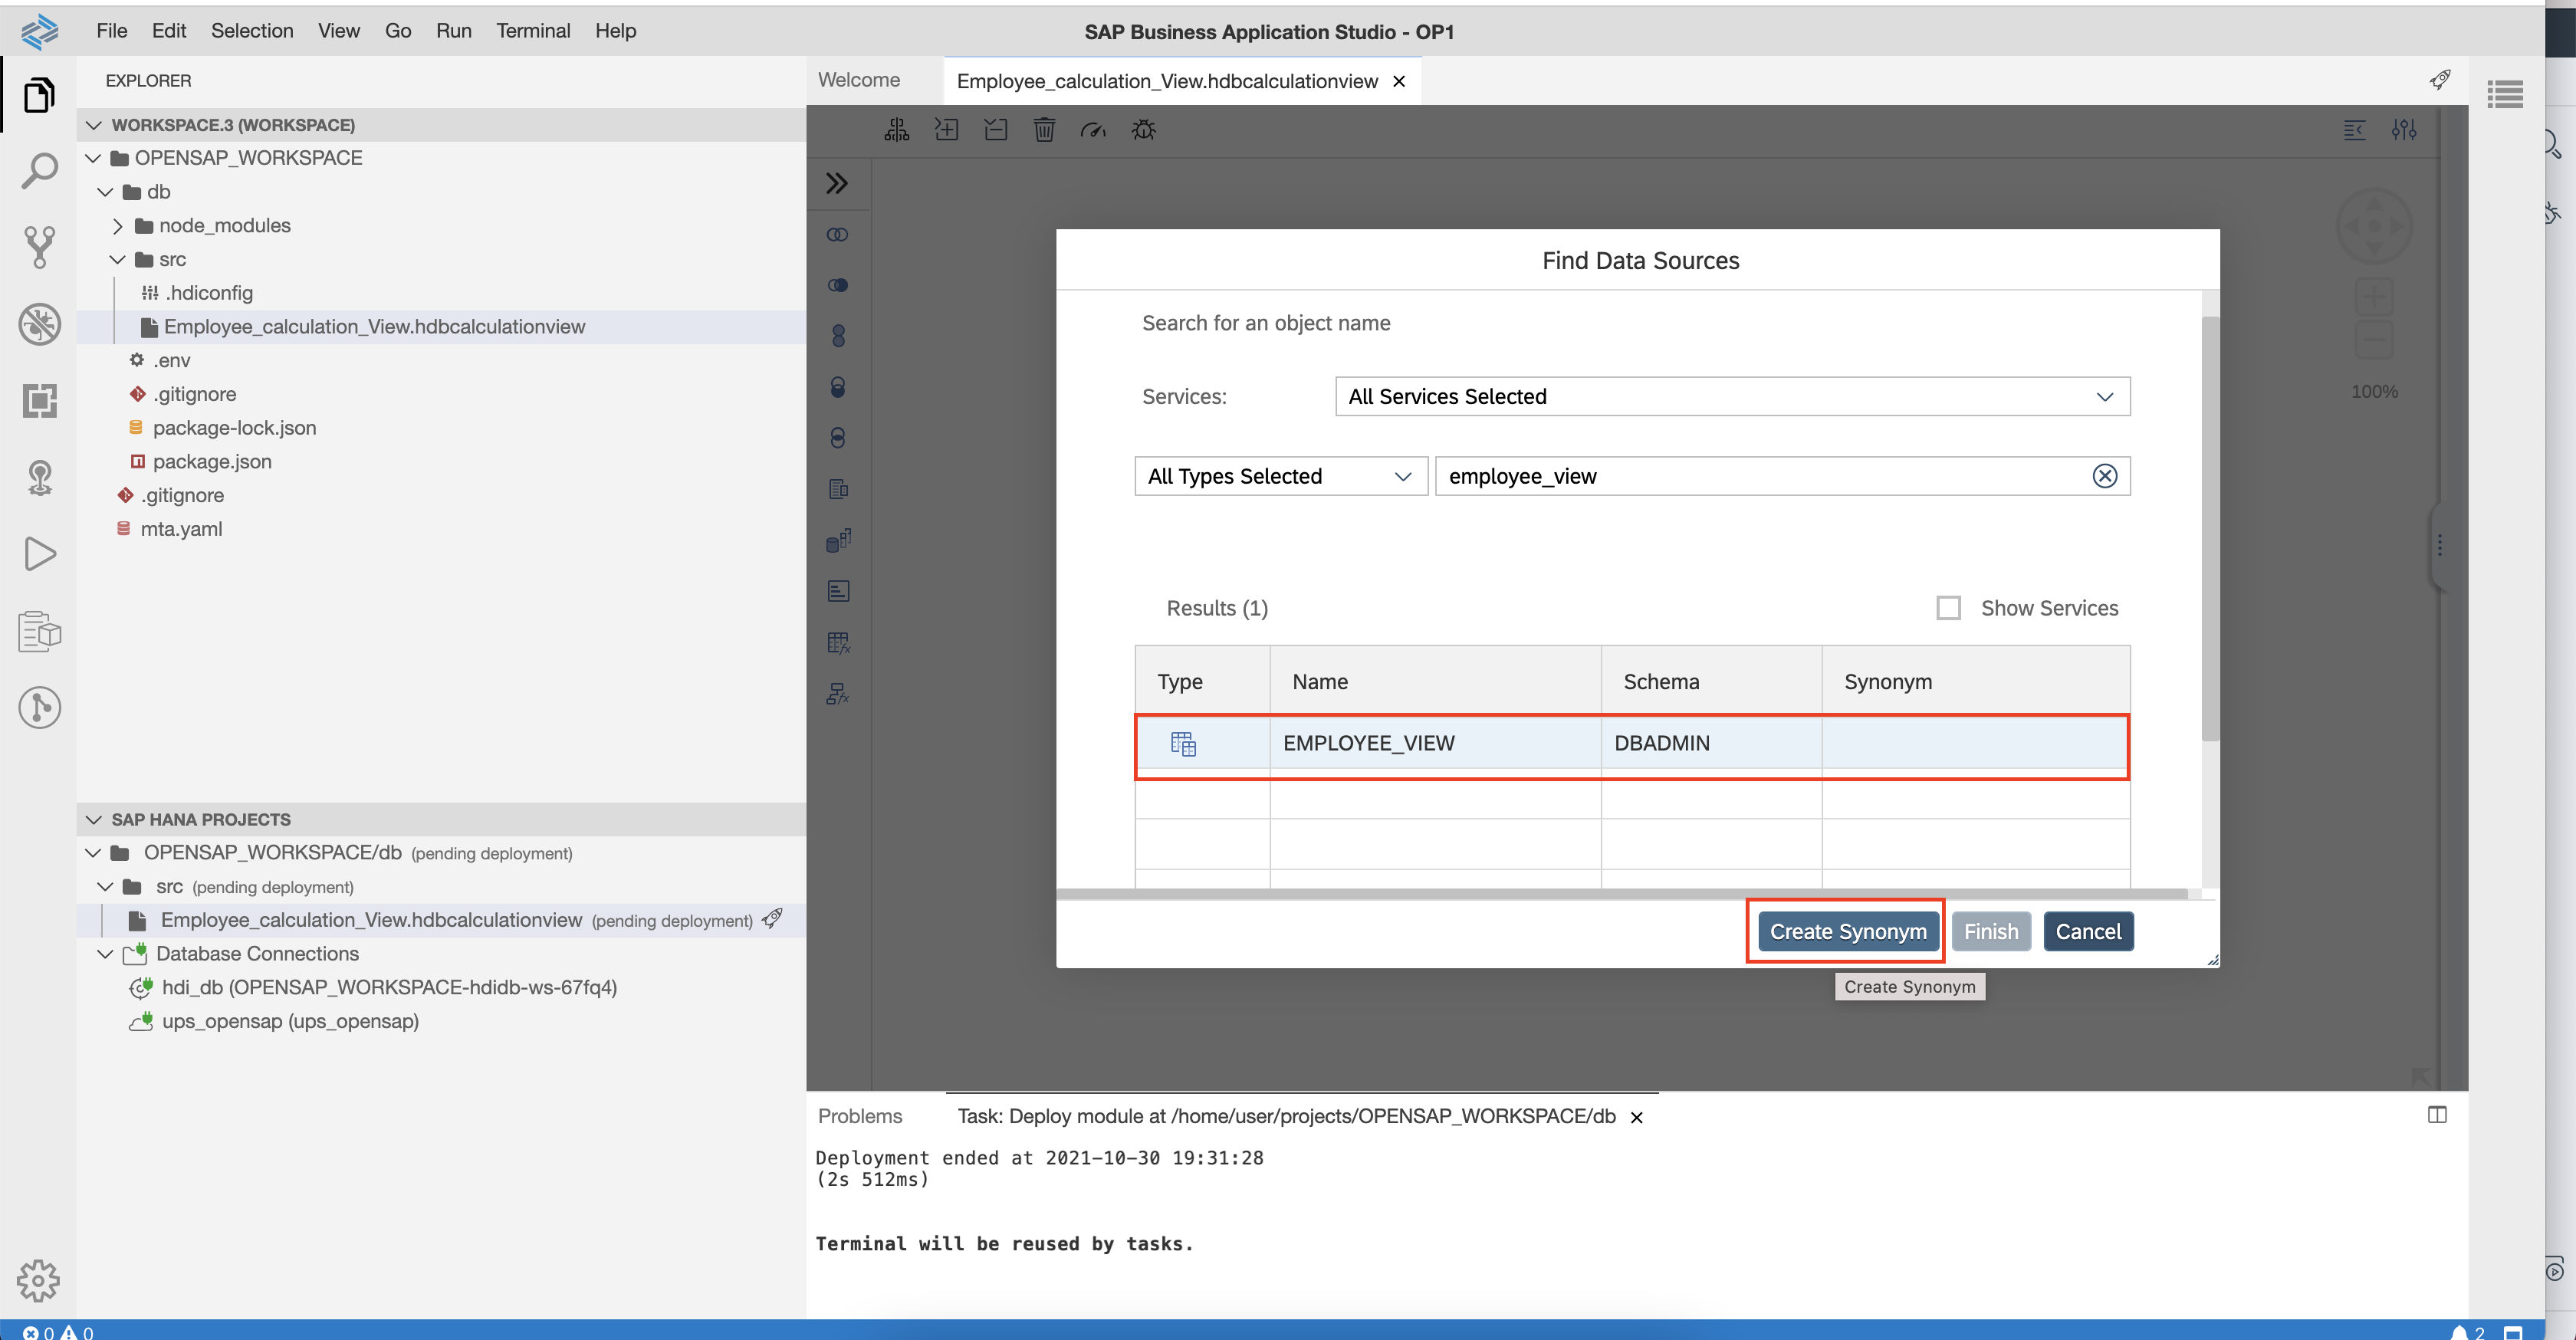 File Edit Selection View Go Run Terminal Help
SAP Business Application Studio - OP1
EXPLORER
WORKSPACE.3 (WORKSPACE)
OPENSAP_WORKSPACE
db
node_modules
src
.hdiconfig
Employee_calculation_View.hdbcalculationview
.env
.gitignore
package-lock.json
package.json
.gitignore
mta.yaml
SAP HANA PROJECTS
OPENSAP_WORKSPACE/db (pending deployment)
src (pending deployment)
Employee_calculation_View.hdbcalculationview (pending deployment)
Database Connections
hdi_db (OPENSAP_WORKSPACE-hdidb-ws-67fq4)
ups_opensap (ups_opensap)
Welcome
Employee_calculation_View.hdbcalculationview
100%
Find Data Sources
Search for an object name
Services:
All Services Selected
All Types Selected
employee_view
Results (1)
Show Services
Type Name Schema Synonym
EMPLOYEE_VIEW DBADMIN
Create Synonym Finish Cancel
Create Synonym
Problems
Task: Deploy module at /home/user/projects/OPENSAP_WORKSPACE/db
Deployment ended at 2021-10-30 19:31:28
(2s 512ms)
Terminal will be reused by tasks.
0 0
2